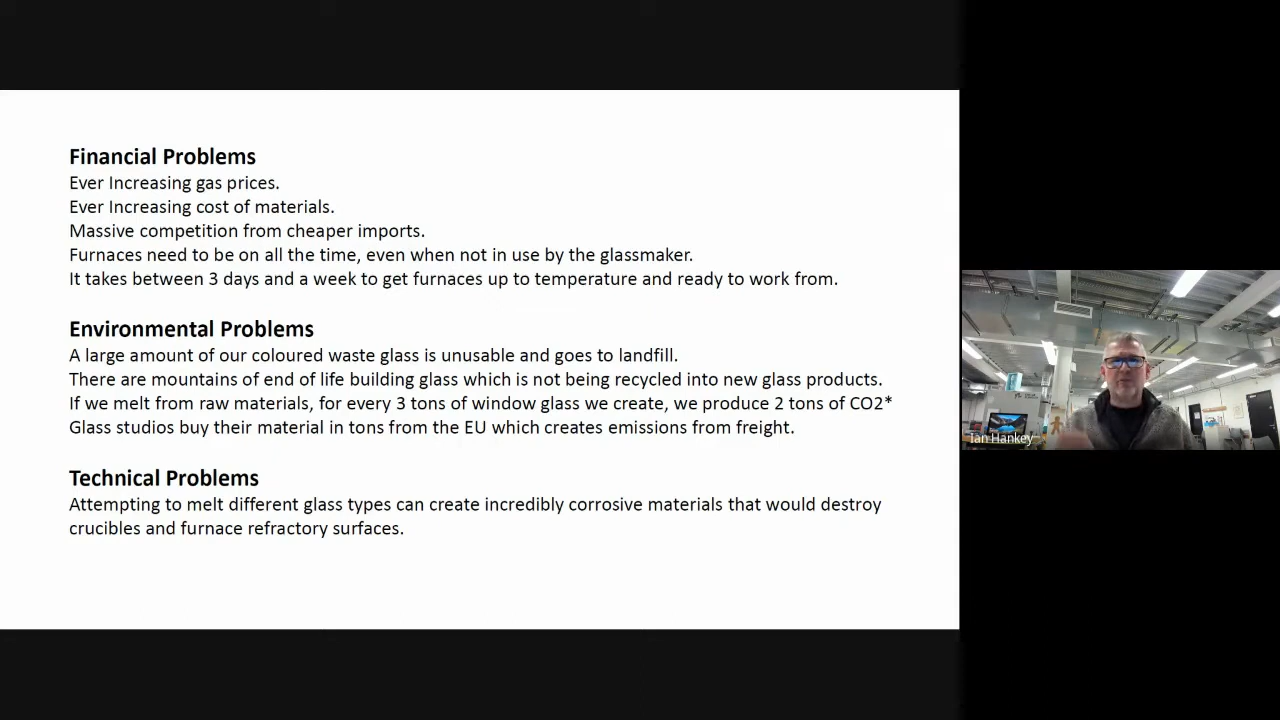 Financial Problems
Ever Increasing gas prices.
Ever Increasing cost of materials.
Massive competition from cheaper imports.
Furnaces need to be on all the time, even when not in use by the glassmaker.
It takes between 3 days and a week to get furnaces up to temperature and ready to work from.
Environmental Problems
A large amount of our coloured waste glass is unusable and goes to landfill.
There are mountains of end of life building glass which is not being recycled into new glass products.
If we melt from raw materials, for every 3 tons of window glass we create, we produce 2 tons of CO2*
Glass studios buy their material in tons from the EU which creates emissions from freight.
Technical Problems
Attempting to melt different glass types can create incredibly corrosive materials that would destroy
crucibles and furnace refractory surfaces.
Ian Hankey